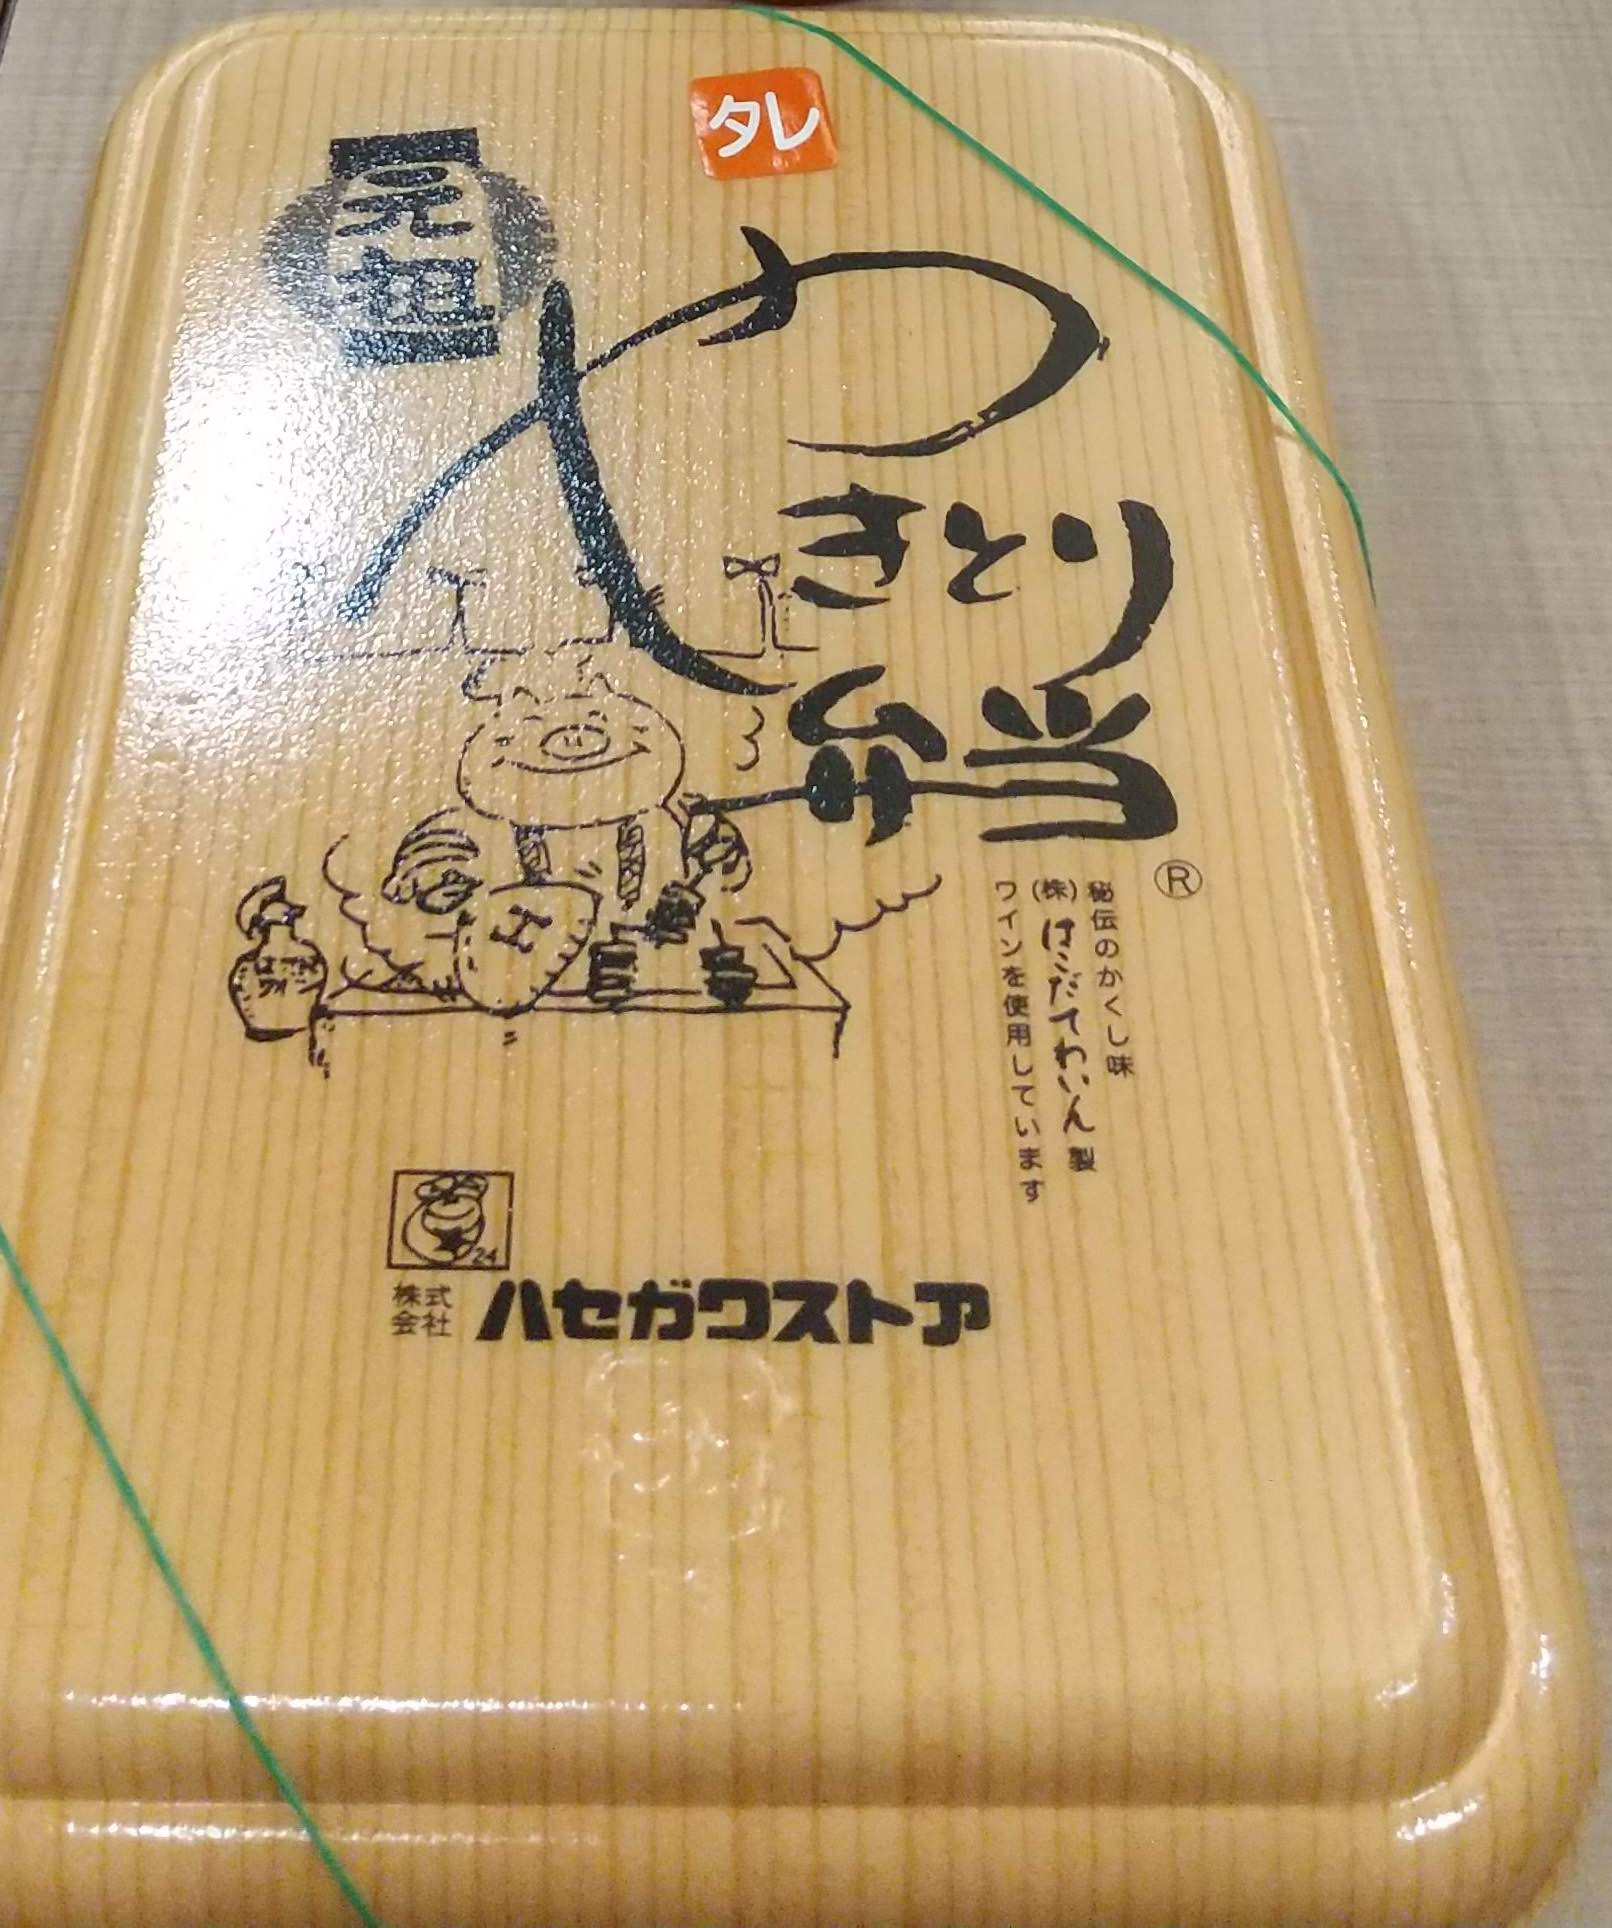 タレ
元祖
やきとり
弁当
®
秘伝のかくし味
(株)はこだてわいん製
ワインを使用しています
H
24
株式
会社
ハセガワストア